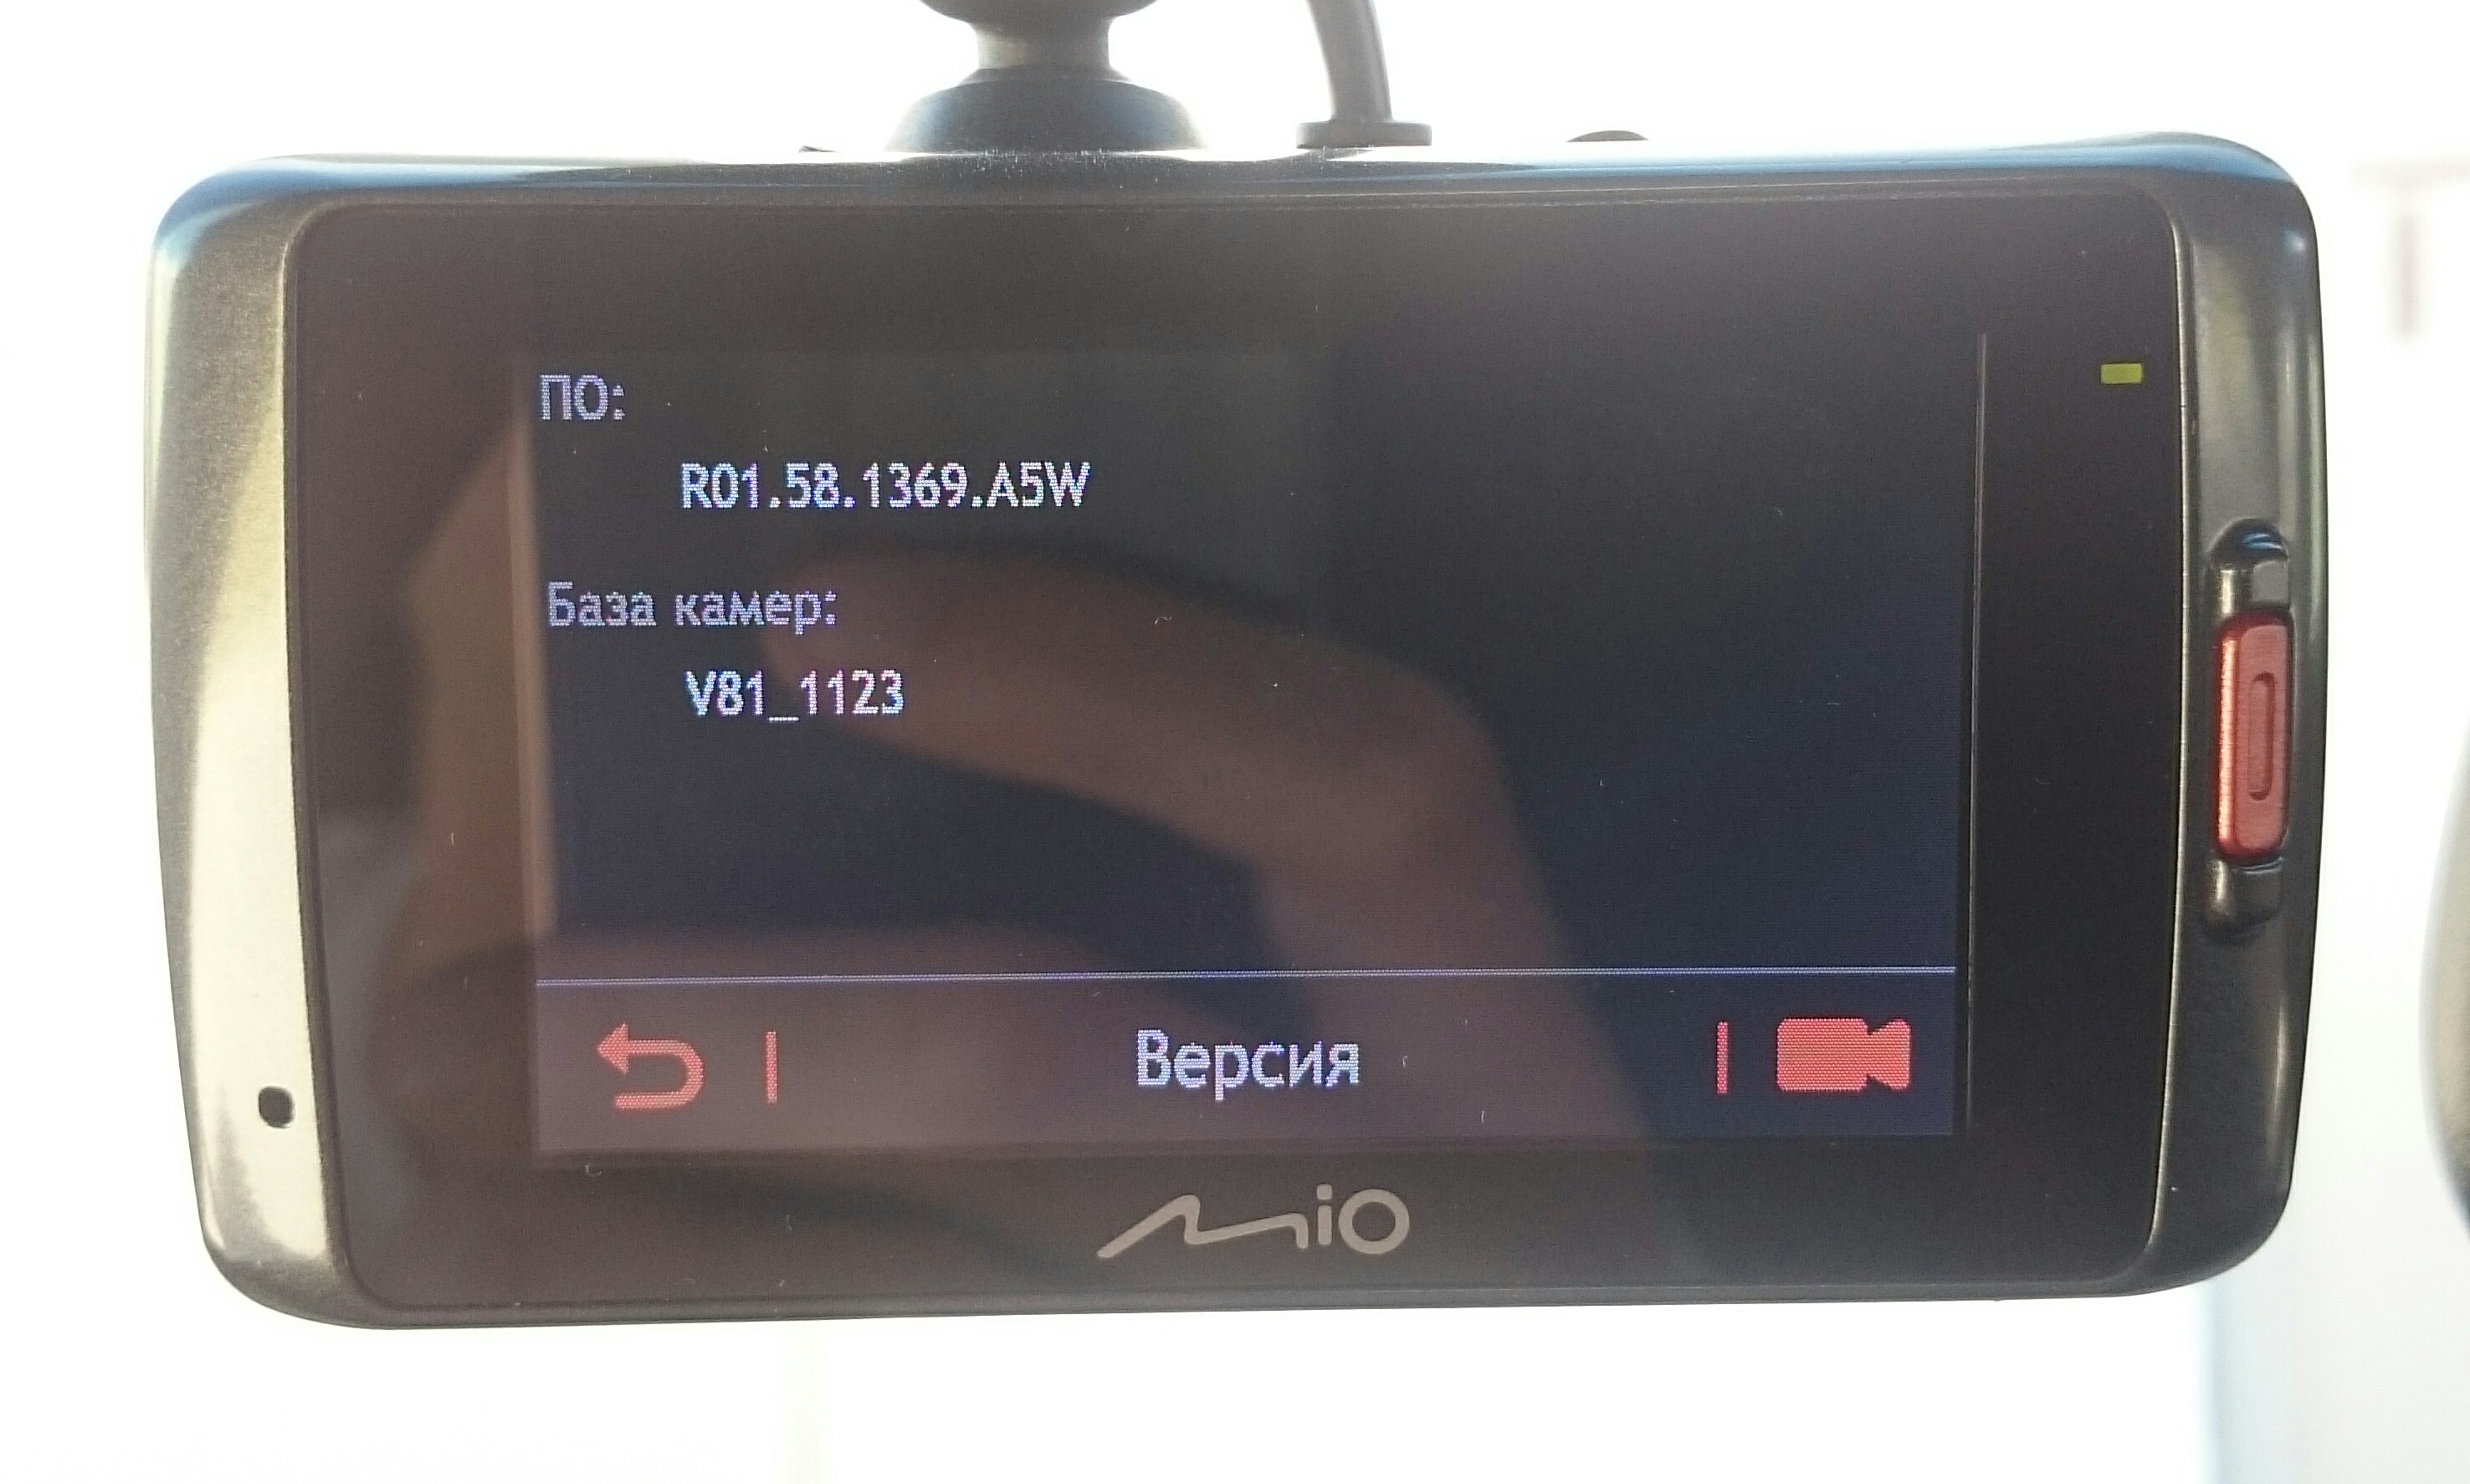 ПО:
R01.58.1369.A5W
База камер:
V81_1123
Версия
Mio